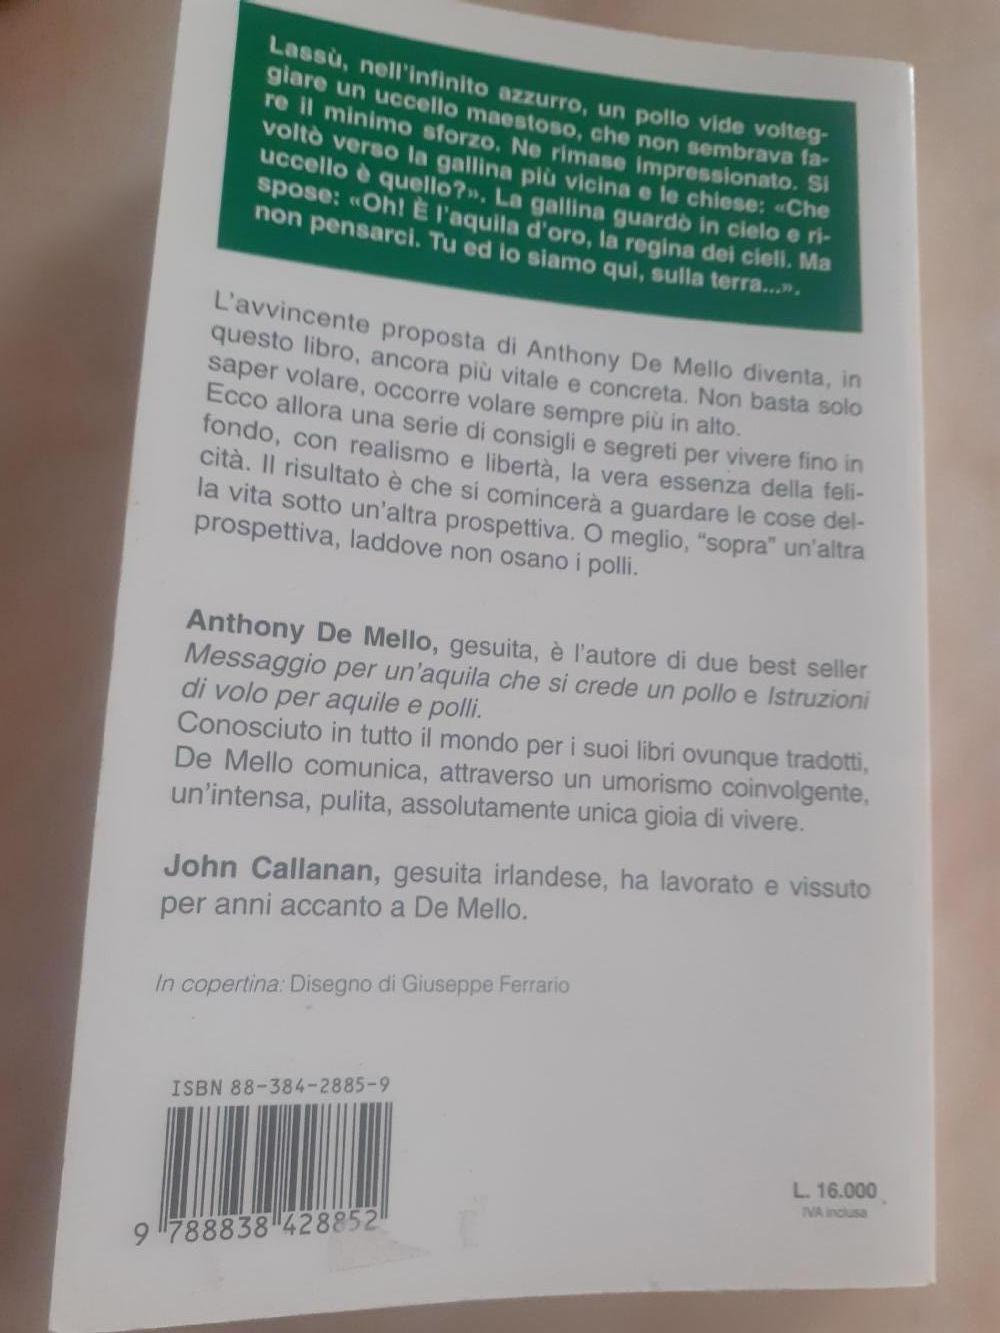 Lassù, nell'infinito azzurro, un pollo vide volteg-
giare un uccello maestoso, che non sembrava fa-
re il minimo sforzo. Ne rimase impressionato. Si
voltò verso la gallina più vicina e le chiese: «Che
uccello è quello?». La gallina guardò in cielo e ri-
spose: «Oh! È l'aquila d'oro, la regina dei cieli. Ma
non pensarci. Tu ed io siamo qui, sulla terra...».
L'avvincente proposta di Anthony De Mello diventa, in
questo libro, ancora più vitale e concreta. Non basta solo
saper volare, occorre volare sempre più in alto.
Ecco allora una serie di consigli e segreti per vivere fino in
fondo, con realismo e libertà, la vera essenza della feli-
cità. Il risultato è che si comincerà a guardare le cose del-
la vita sotto un'altra prospettiva. O meglio, “sopra” un'altra
prospettiva, laddove non osano i polli.
Anthony De Mello, gesuita, è l'autore di due best seller
Messaggio per un'aquila che si crede un pollo e Istruzioni
di volo per aquile e polli.
Conosciuto in tutto il mondo per i suoi libri ovunque tradotti,
De Mello comunica, attraverso un umorismo coinvolgente,
un'intensa, pulita, assolutamente unica gioia di vivere.
John Callanan, gesuita irlandese, ha lavorato e vissuto
per anni accanto a De Mello.
In copertina: Disegno di Giuseppe Ferrario
ISBN 88-384-2885-9
9 788838 428852
L. 16.000
IVA inclusa